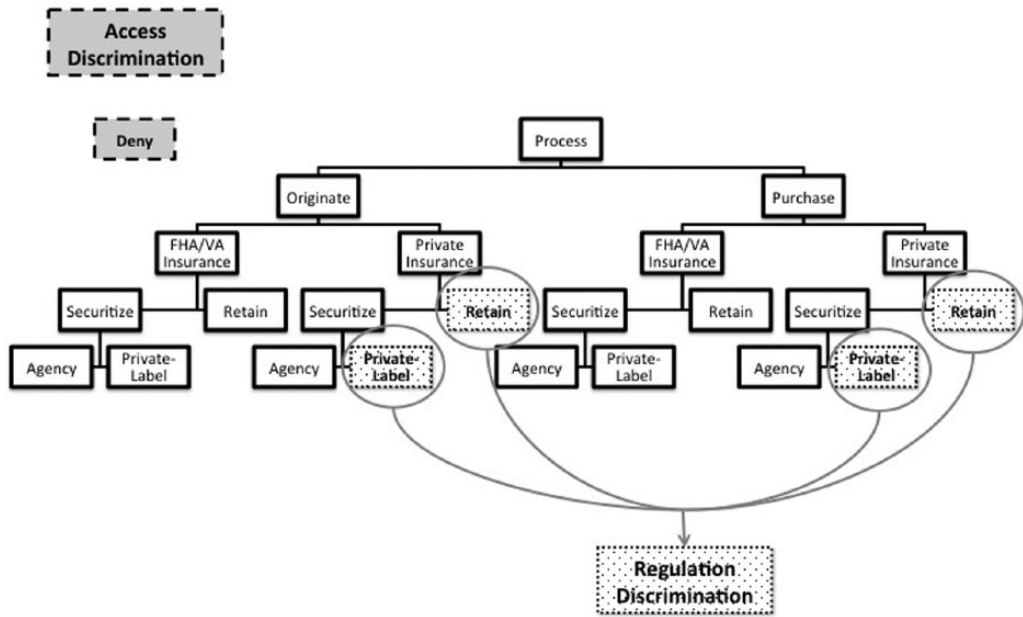 Access
Discrimination
Deny
Process
Originate
Purchase
FHA/VA
Insurance
Private
Insurance
FHA/VA
Insurance
Private
Insurance
Securitize
Retain
Securitize
Retain
Securitize
Retain
Securitize
Retain
Agency
Private-
Label
Agency
Private-
Label
Agency
Private-
Label
Agency
Private-
Label
Regulation
Discrimination